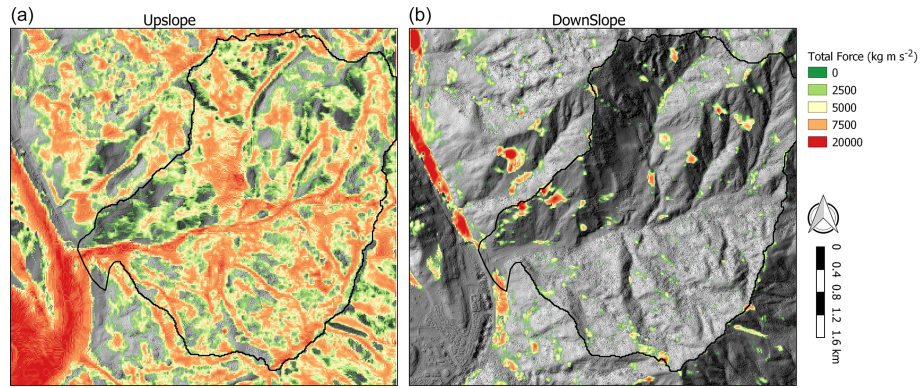 (a)
Upslope
(b)
DownSlope
Total Force (kg m s⁻²)
0
2500
5000
7500
20000
0
0.4
0.8
1.2
1.6 km